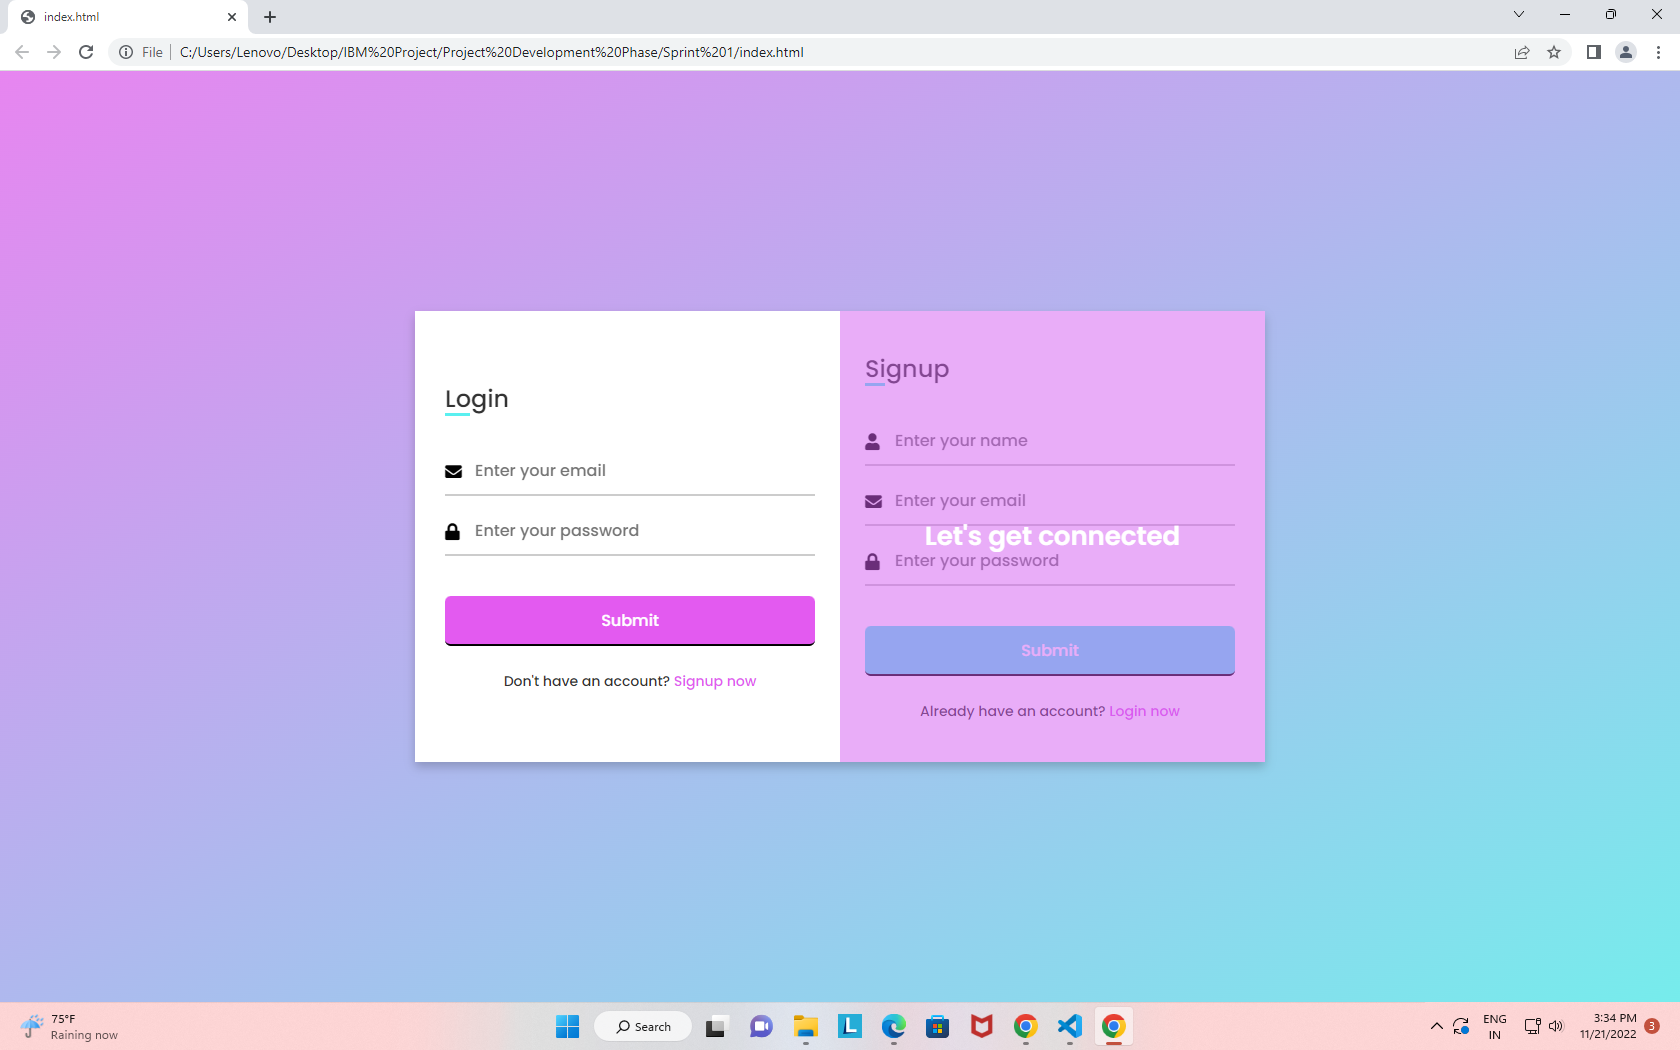 index.html
File
C:/Users/Lenovo/Desktop/IBM%20Project/Project%20Development%20Phase/Sprint%201/index.html
Login
Enter your email
Enter your password
Submit
Don't have an account? Signup now
Signup
Enter your name
Enter your email
Let's get connected
Enter your password
Submit
Already have an account? Login now
75°F
Raining now
Search
L
ENG
IN
3:34 PM
11/21/2022
3